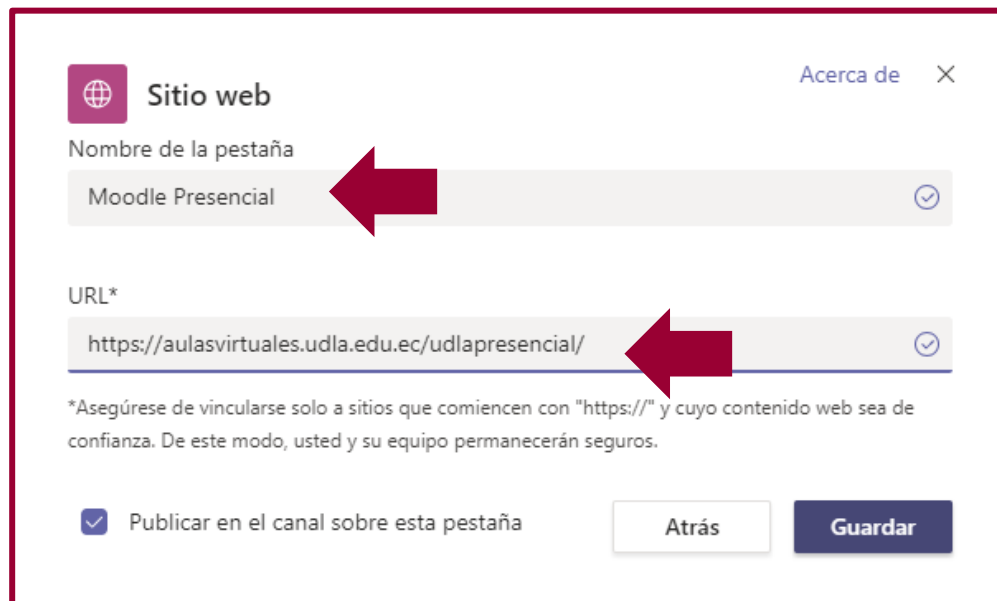 Acerca de
Sitio web
Nombre de la pestaña
Moodle Presencial
URL*
https://aulasvirtuales.udla.edu.ec/udlapresencial/
*Asegúrese de vincularse solo a sitios que comiencen con "https://" y cuyo contenido web sea de
confianza. De este modo, usted y su equipo permanecerán seguros.
Publicar en el canal sobre esta pestaña
Atrás
Guardar